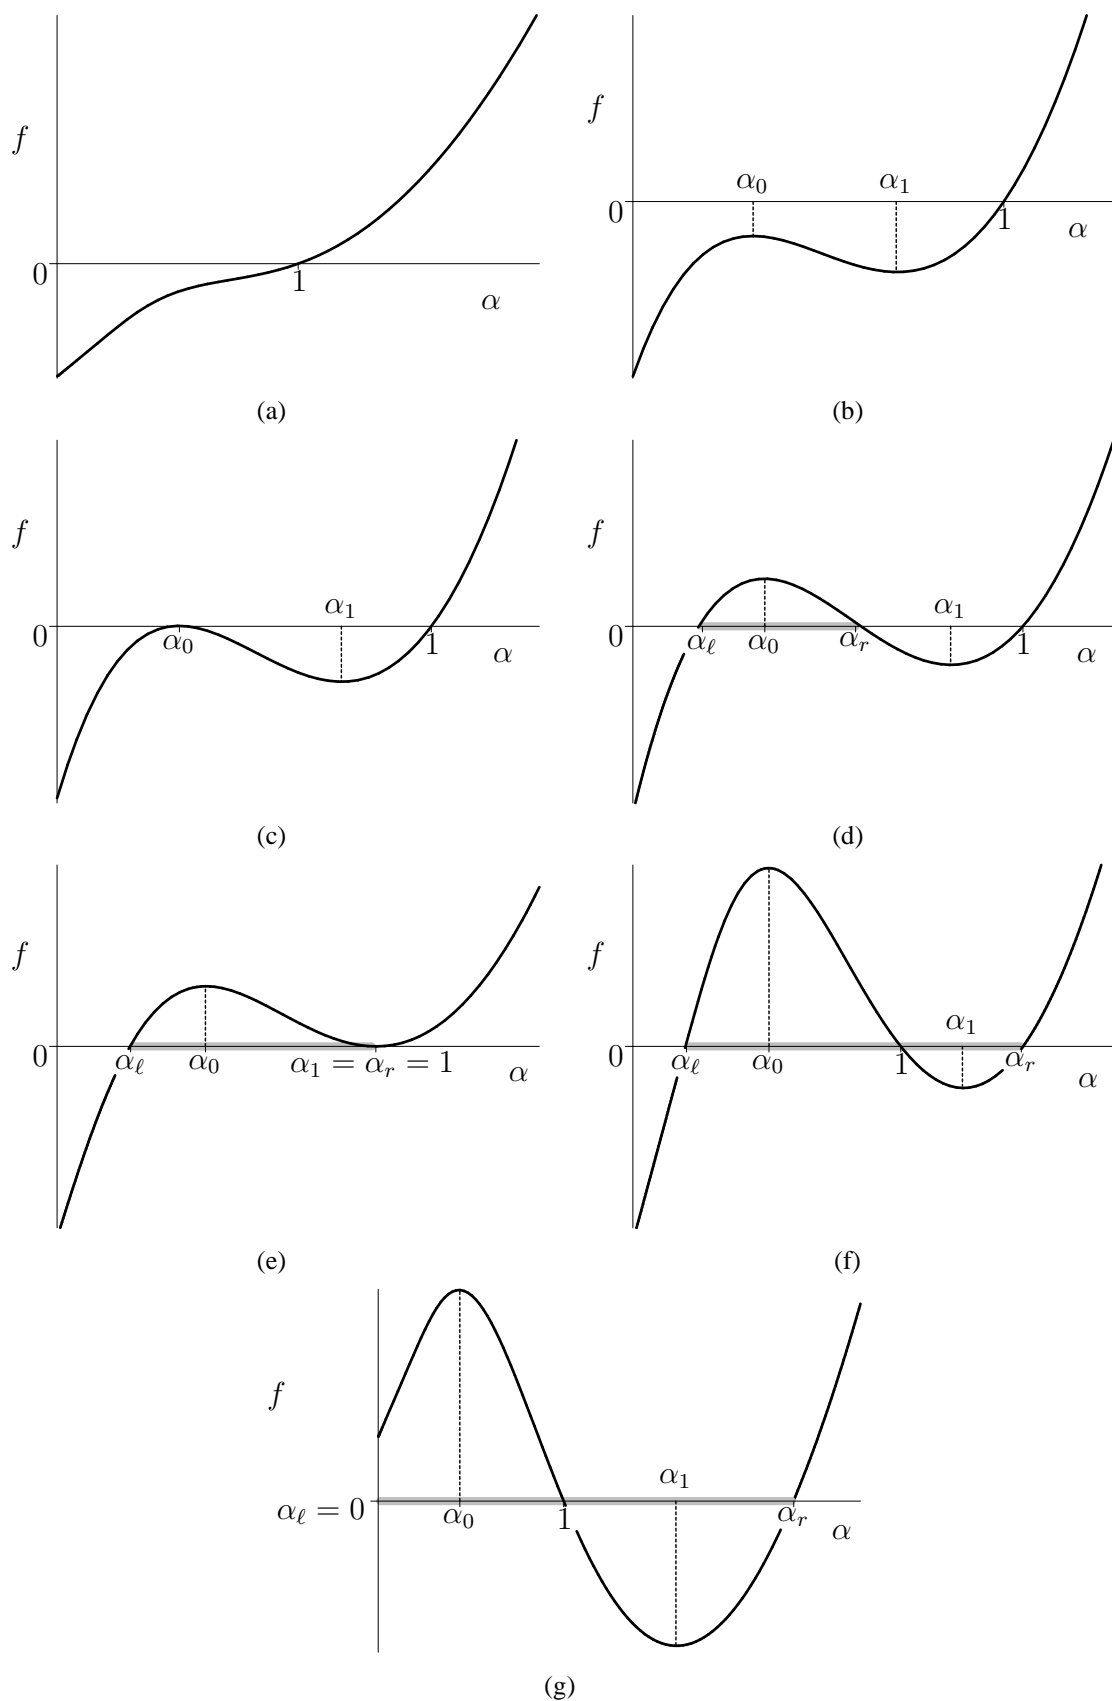 f
0
1
α
(a)
f
α₀
α₁
0
1
α
(b)
f
α₁
0
α₀
1
α
(c)
f
α₁
0
αℓ
α₀
αᵣ
1
α
(d)
f
0
αℓ
α₀
α₁ = αᵣ = 1
α
(e)
f
α₁
0
αℓ
α₀
1
αᵣ
α
(f)
f
α₁
αℓ = 0
α₀
1
αᵣ
α
(g)